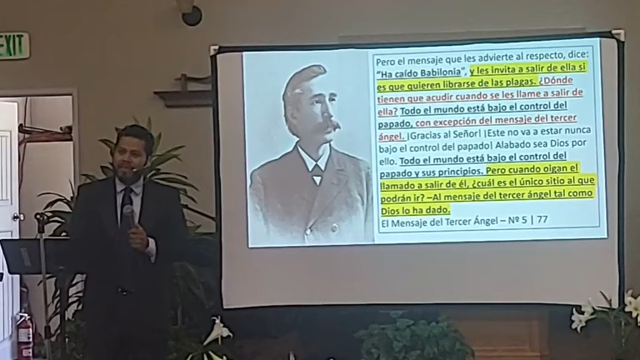 EXIT
Pero el mensaje que les advierte al respecto, dice:
"Ha caído Babilonia", y les invita a salir de ella si
es que quieren librarse de las plagas. ¿Dónde
tienen que acudir cuando se les llame a salir de
ella? Todo el mundo está bajo el control del
papado, con excepción del mensaje del tercer
ángel. ¡Gracias al Señor! ¡Este no va a estar nunca
bajo el control del papado! Alabado sea Dios por
ello. Todo el mundo está bajo el control del
papado y sus principios. Pero cuando oigan el
llamado a salir de él, ¿cuál es el único sitio al que
podrán ir? –Al mensaje del tercer ángel tal como
Dios lo ha dado.
El Mensaje del Tercer Ángel – Nº 5 | 77